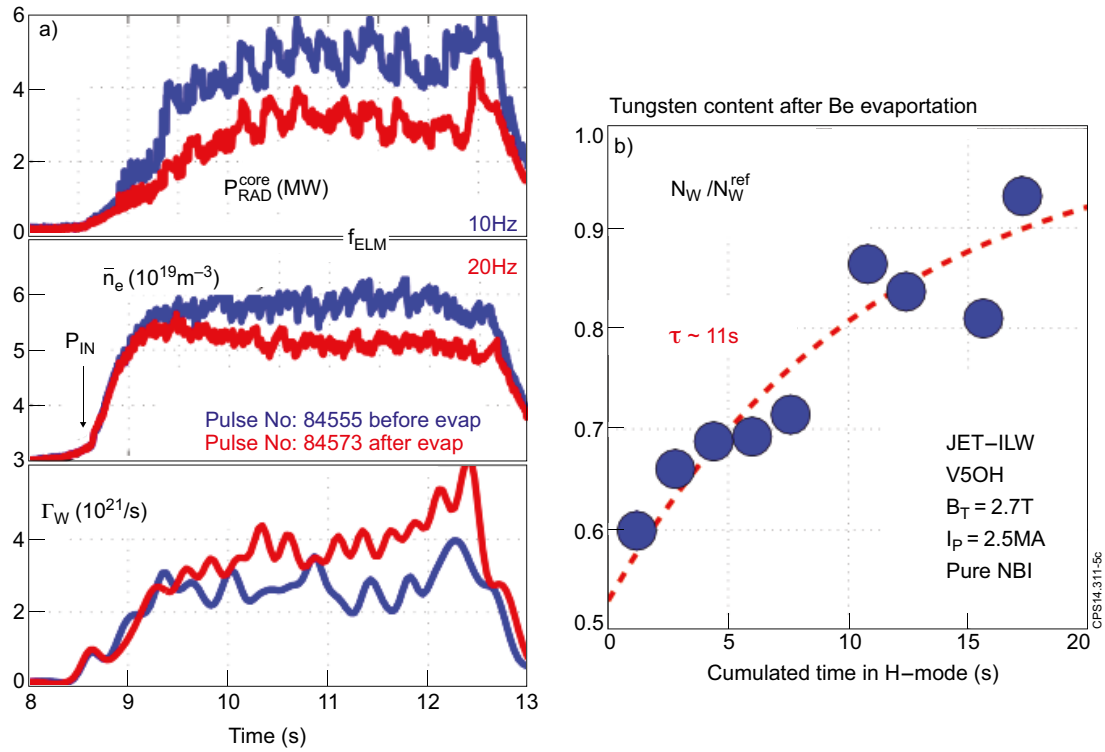 a)
6
4
2
0
P_RAD^core (MW)
10Hz
f_ELM
20Hz
n̄_e (10^19 m^−3)
6
5
4
3
P_IN
Pulse No: 84555 before evap
Pulse No: 84573 after evap
Γ_W (10^21/s)
4
2
0
8 9 10 11 12 13
Time (s)
Tungsten content after Be evaportation
b)
1.0
0.9
0.8
0.7
0.6
0.5
N_W /N_W^ref
τ ~ 11s
JET−ILW
V5OH
B_T = 2.7T
I_P = 2.5MA
Pure NBI
0 5 10 15 20
Cumulated time in H−mode (s)
CPS14.311-5c